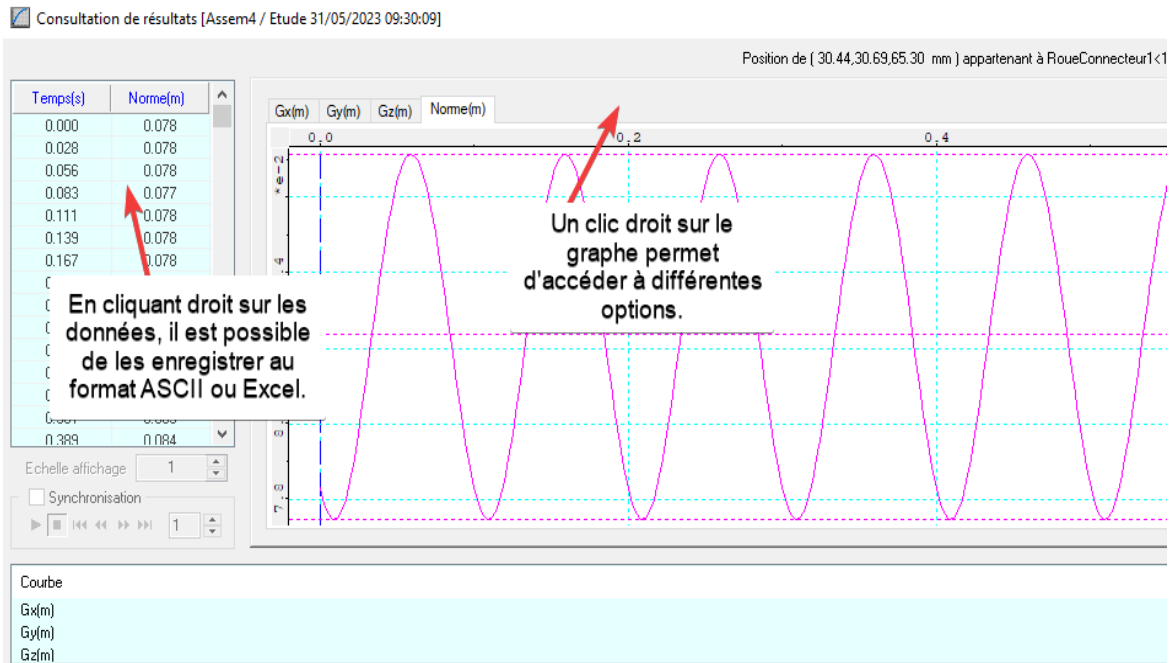 Consultation de résultats [Assem4 / Etude 31/05/2023 09:30:09]
Position de ( 30.44,30.69,65.30 mm ) appartenant à RoueConnecteur1<1
Temps(s) Norme(m)
0.000 0.078
0.028 0.078
0.056 0.078
0.083 0.077
0.111 0.078
0.139 0.078
0.167 0.078
0.389 0.084
Gx(m) Gy(m) Gz(m) Norme(m)
0.0 0.2 0.4
*e-2
7.8
Un clic droit sur le
graphe permet
d'accéder à différentes
options.
En cliquant droit sur les
données, il est possible
de les enregistrer au
format ASCII ou Excel.
Echelle affichage 1
Synchronisation
1
Courbe
Gx(m)
Gy(m)
Gz(m)